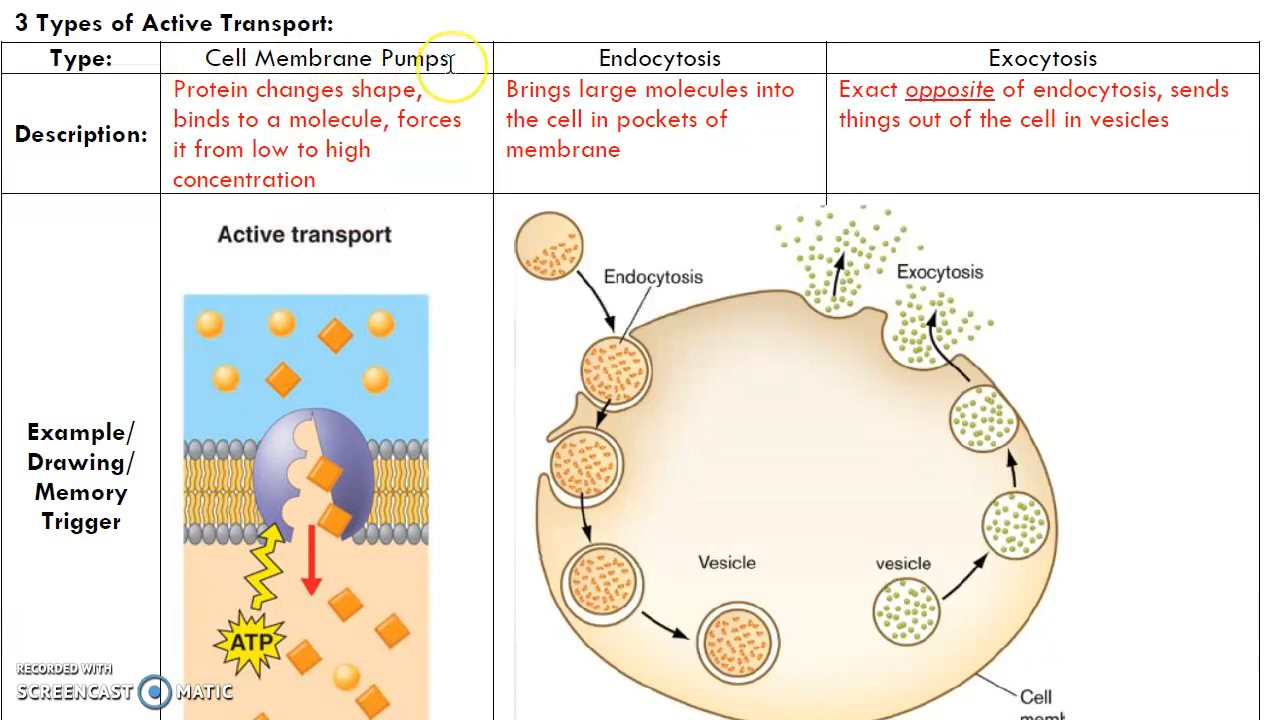 3 Types of Active Transport:
Type:
Cell Membrane Pumps
Endocytosis
Exocytosis
Description:
Protein changes shape,
binds to a molecule, forces
it from low to high
concentration
Brings large molecules into
the cell in pockets of
membrane
Exact opposite of endocytosis, sends
things out of the cell in vesicles
Example/
Drawing/
Memory
Trigger
Active transport
ATP
Endocytosis
Exocytosis
Vesicle
vesicle
Cell
RECORDED WITH
SCREENCAST MATIC